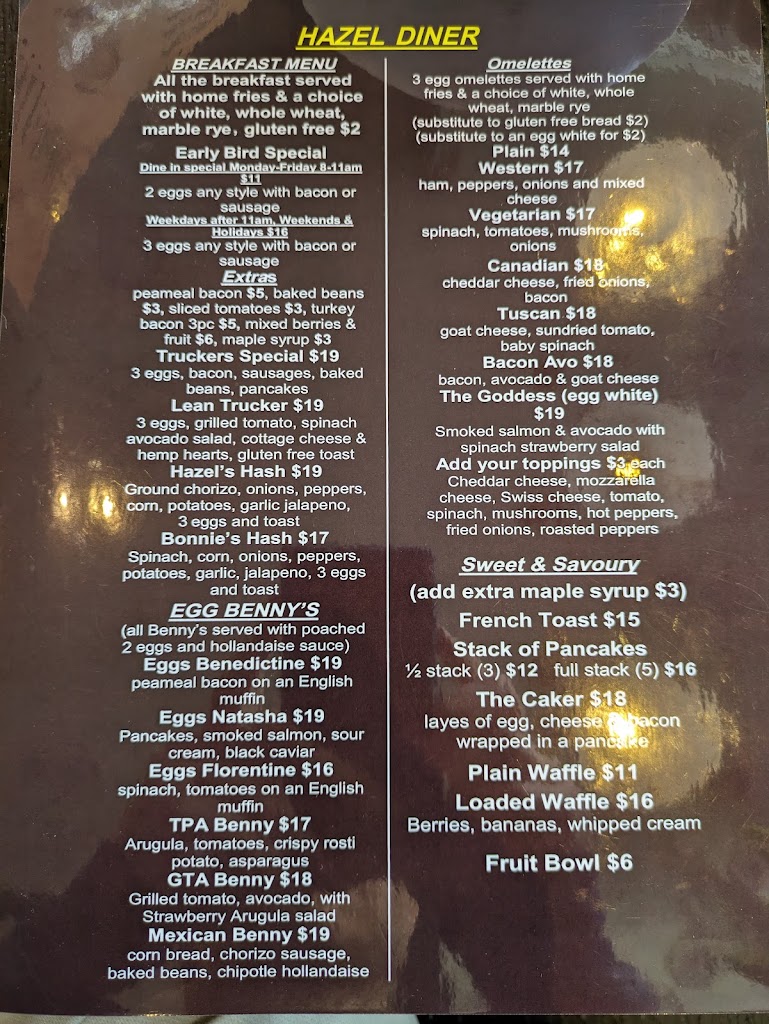 HAZEL DINER
BREAKFAST MENU
All the breakfast served
with home fries & a choice
of white, whole wheat,
marble rye, gluten free $2
Early Bird Special
Dine in special Monday-Friday 8-11am
$11
2 eggs any style with bacon or
sausage
Weekdays after 11am, Weekends &
Holidays $16
3 eggs any style with bacon or
sausage
Extras
peameal bacon $5, baked beans
$3, sliced tomatoes $3, turkey
bacon 3pc $5, mixed berries &
fruit $6, maple syrup $3
Truckers Special $19
3 eggs, bacon, sausages, baked
beans, pancakes
Lean Trucker $19
3 eggs, grilled tomato, spinach
avocado salad, cottage cheese &
hemp hearts, gluten free toast
Hazel's Hash $19
Ground chorizo, onions, peppers,
corn, potatoes, garlic jalapeno,
3 eggs and toast
Bonnie's Hash $17
Spinach, corn, onions, peppers,
potatoes, garlic, jalapeno, 3 eggs
and toast
EGG BENNY'S
(all Benny's served with poached
2 eggs and hollandaise sauce)
Eggs Benedictine $19
peameal bacon on an English
muffin
Eggs Natasha $19
Pancakes, smoked salmon, sour
cream, black caviar
Eggs Florentine $16
spinach, tomatoes on an English
muffin
TPA Benny $17
Arugula, tomatoes, crispy rosti
potato, asparagus
GTA Benny $18
Grilled tomato, avocado, with
Strawberry Arugula salad
Mexican Benny $19
corn bread, chorizo sausage,
baked beans, chipotle hollandaise
Omelettes
3 egg omelettes served with home
fries & a choice of white, whole
wheat, marble rye
(substitute to gluten free bread $2)
(substitute to an egg white for $2)
Plain $14
Western $17
ham, peppers, onions and mixed
cheese
Vegetarian $17
spinach, tomatoes, mushrooms,
onions
Canadian $18
cheddar cheese, fried onions,
bacon
Tuscan $18
goat cheese, sundried tomato,
baby spinach
Bacon Avo $18
bacon, avocado & goat cheese
The Goddess (egg white)
$19
Smoked salmon & avocado with
spinach strawberry salad
Add your toppings $3 each
Cheddar cheese, mozzarella
cheese, Swiss cheese, tomato,
spinach, mushrooms, hot peppers,
fried onions, roasted peppers
Sweet & Savoury
(add extra maple syrup $3)
French Toast $15
Stack of Pancakes
½ stack (3) $12 full stack (5) $16
The Caker $18
layes of egg, cheese & bacon
wrapped in a pancake
Plain Waffle $11
Loaded Waffle $16
Berries, bananas, whipped cream
Fruit Bowl $6